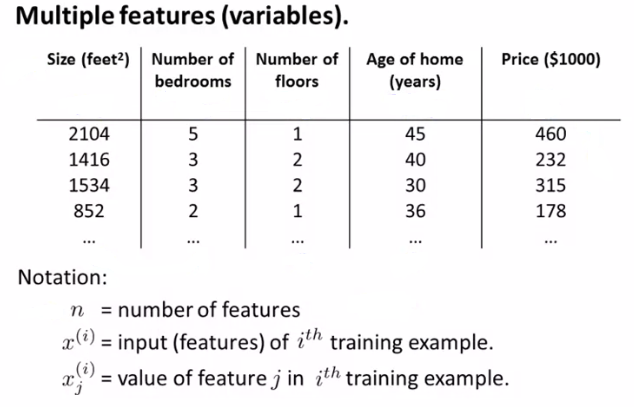 Multiple features (variables).
Size (feet²) Number of bedrooms Number of floors Age of home (years) Price ($1000)
2104 5 1 45 460
1416 3 2 40 232
1534 3 2 30 315
852 2 1 36 178
... ... ... ... ...
Notation:
n = number of features
x^{(i)} = input (features) of i^{th} training example.
x_j^{(i)} = value of feature j in i^{th} training example.